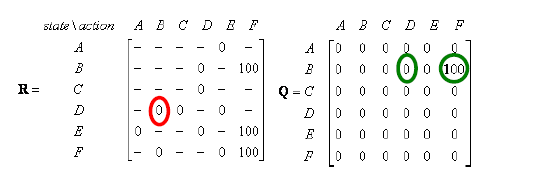 state \ action A B C D E F A B C D E F
A – – – – 0 – A 0 0 0 0 0 0
B – – – 0 – 100 B 0 0 0 0 0 100
R = C – – – 0 – – Q = C 0 0 0 0 0 0
D – 0 0 – 0 – D 0 0 0 0 0 0
E 0 – – 0 – 100 E 0 0 0 0 0 0
F – 0 – – 0 100 F 0 0 0 0 0 0